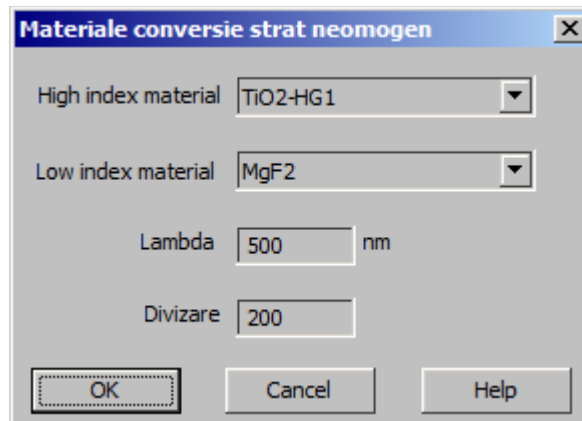 Materiale conversie strat neomogen
High index material TiO2-HG1
Low index material MgF2
Lambda 500 nm
Divizare 200
OK Cancel Help